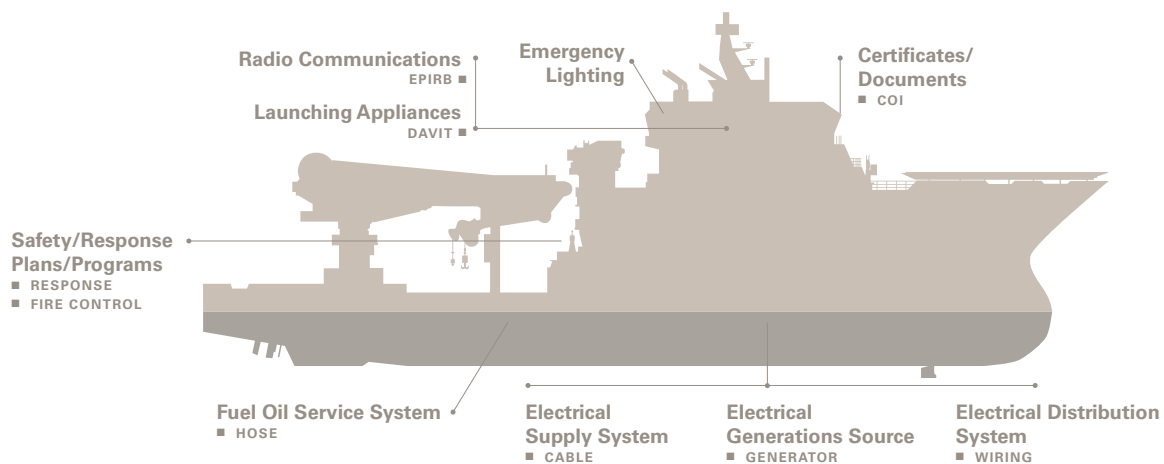 Radio Communications
EPIRB
Launching Appliances
DAVIT
Emergency
Lighting
Certificates/
Documents
COI
Safety/Response
Plans/Programs
RESPONSE
FIRE CONTROL
Fuel Oil Service System
HOSE
Electrical
Supply System
CABLE
Electrical
Generations Source
GENERATOR
Electrical Distribution
System
WIRING